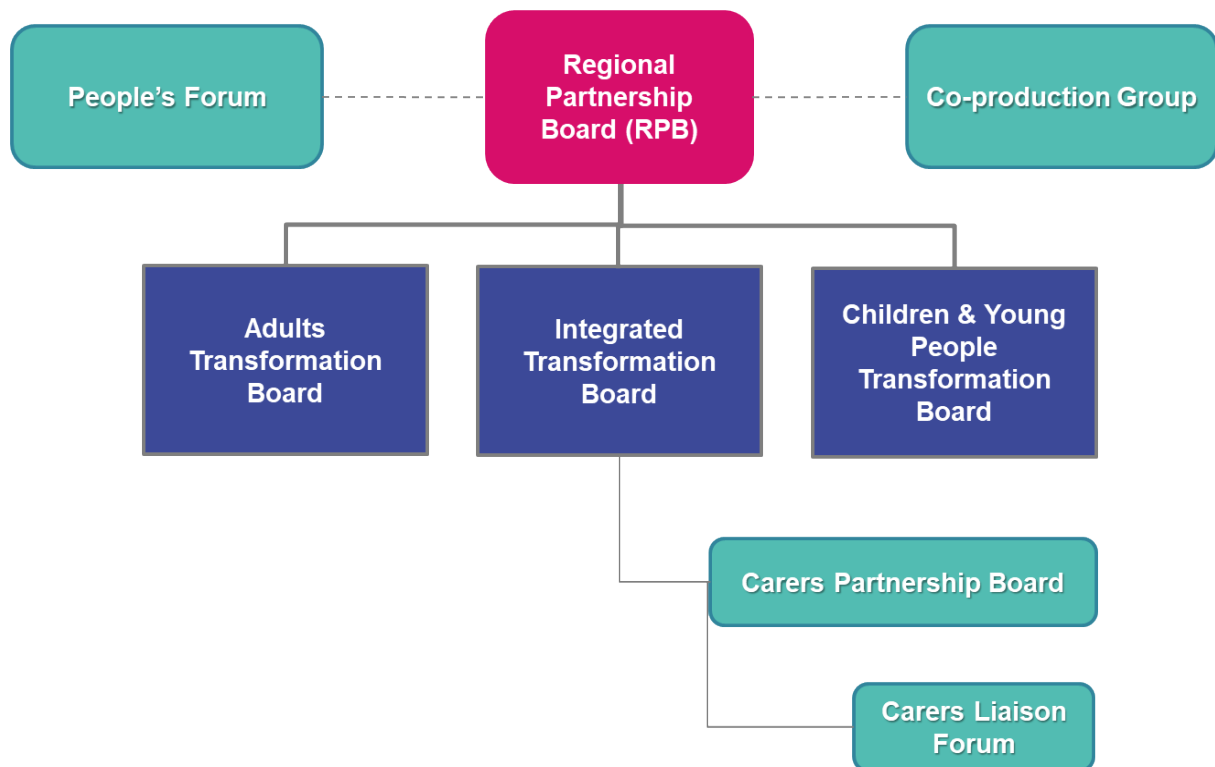 People’s Forum
Regional
Partnership
Board (RPB)
Co-production Group
Adults
Transformation
Board
Integrated
Transformation
Board
Children & Young
People
Transformation
Board
Carers Partnership Board
Carers Liaison
Forum